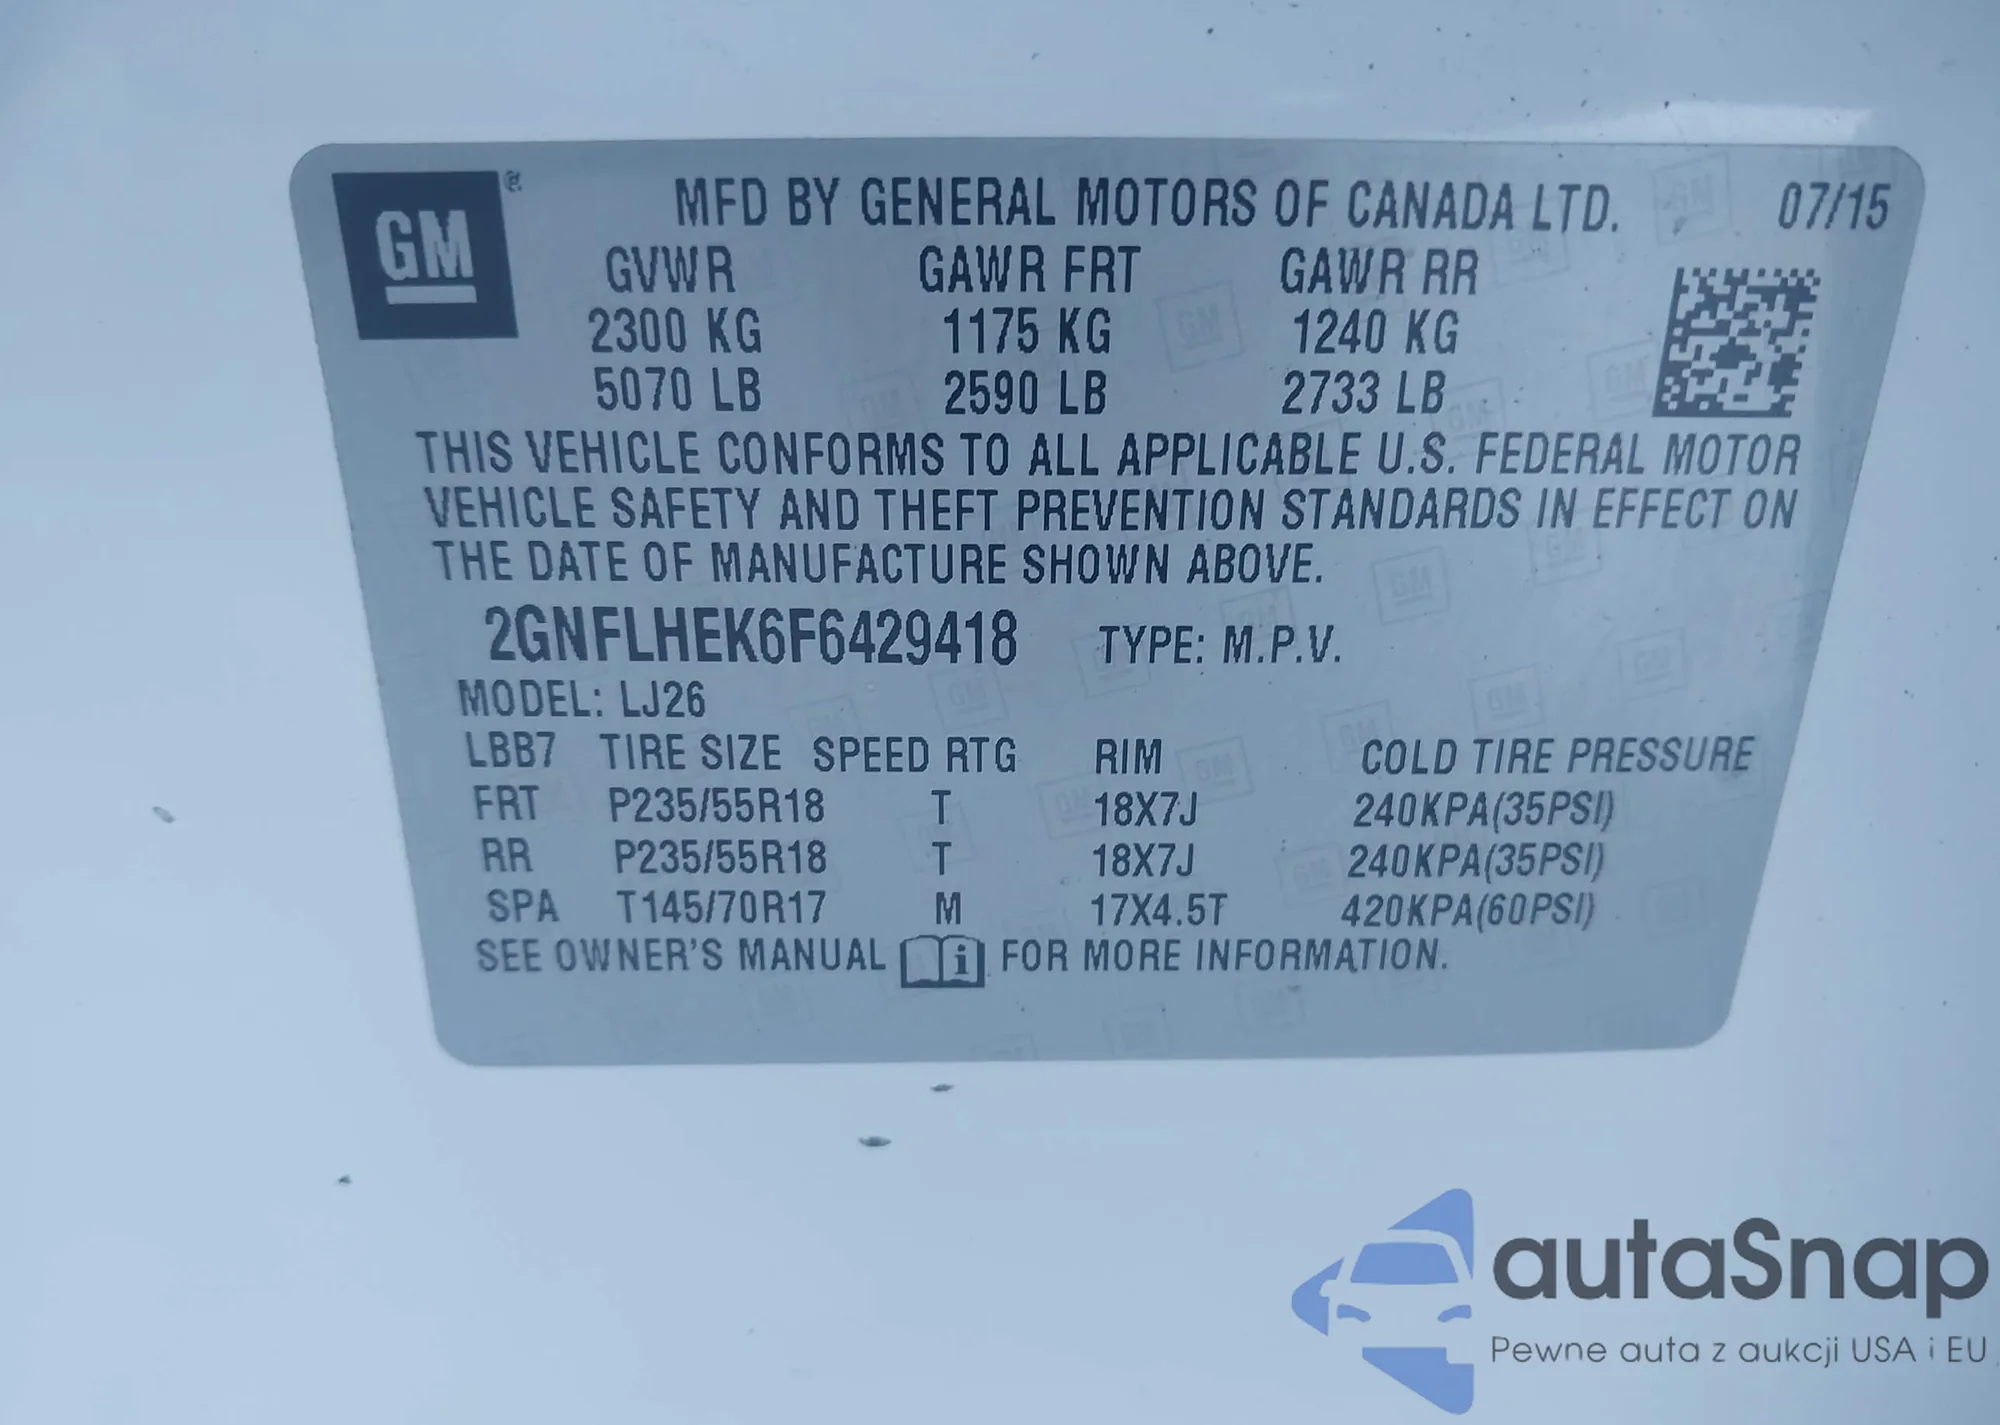 GM ®
MFD BY GENERAL MOTORS OF CANADA LTD. 07/15
GVWR GAWR FRT GAWR RR
2300 KG 1175 KG 1240 KG
5070 LB 2590 LB 2733 LB
THIS VEHICLE CONFORMS TO ALL APPLICABLE U.S. FEDERAL MOTOR
VEHICLE SAFETY AND THEFT PREVENTION STANDARDS IN EFFECT ON
THE DATE OF MANUFACTURE SHOWN ABOVE.
2GNFLHEK6F6429418 TYPE: M.P.V.
MODEL: LJ26
LBB7 TIRE SIZE SPEED RTG RIM COLD TIRE PRESSURE
FRT P235/55R18 T 18X7J 240KPA(35PSI)
RR P235/55R18 T 18X7J 240KPA(35PSI)
SPA T145/70R17 M 17X4.5T 420KPA(60PSI)
SEE OWNER'S MANUAL i FOR MORE INFORMATION.
autaSnap
Pewne auta z aukcji USA i EU